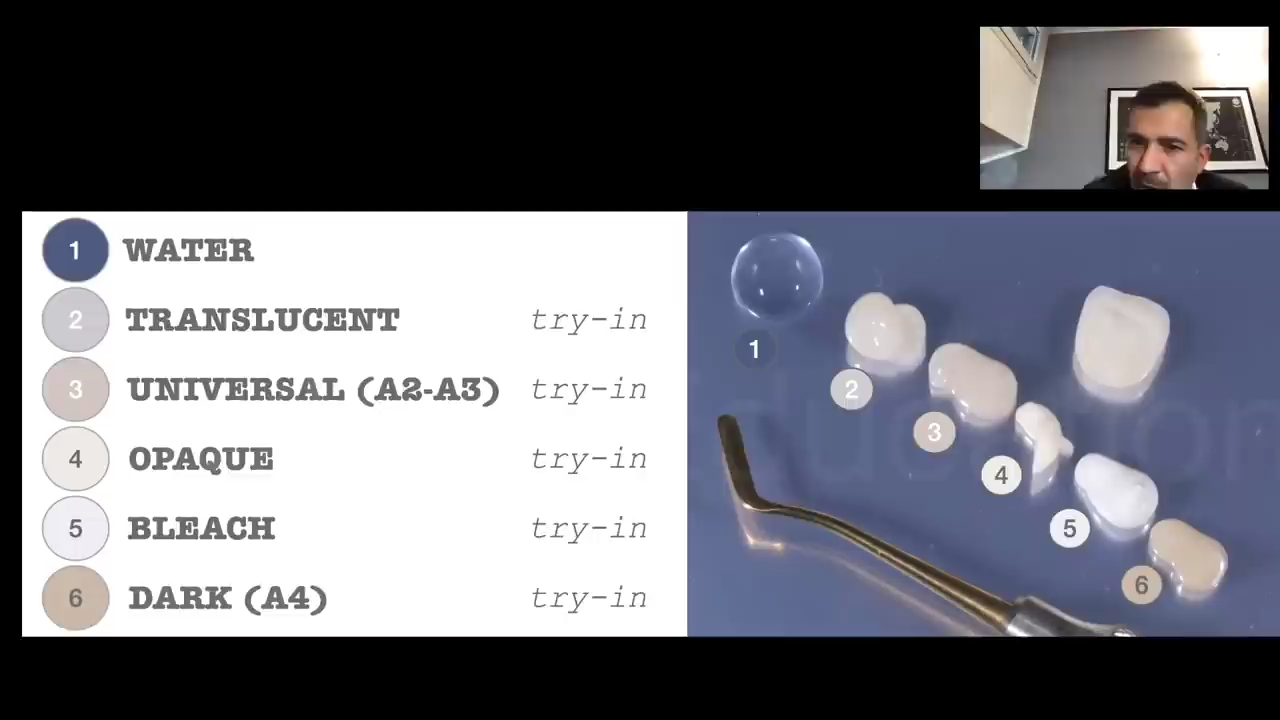 1 WATER
2 TRANSLUCENT try-in
3 UNIVERSAL (A2-A3) try-in
4 OPAQUE try-in
5 BLEACH try-in
6 DARK (A4) try-in
1
2
3
4
5
6